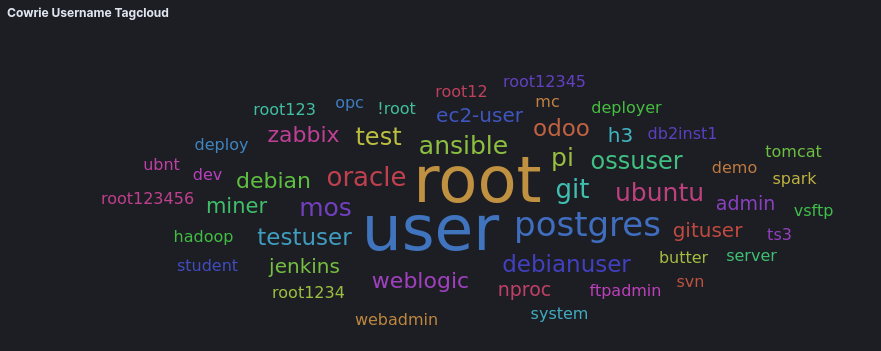 Cowrie Username Tagcloud
root12345
root12
opc
mc
root123
!root
deployer
ec2-user
zabbix
test
odoo
h3
db2inst1
deploy
ansible
tomcat
ubnt
pi
ossuser
demo
dev
debian
oracle
root
git
ubuntu
spark
root123456
miner
mos
admin
vsftp
hadoop
testuser
user
postgres
gituser
ts3
student
jenkins
debianuser
butter
server
weblogic
nproc
ftpadmin
svn
root1234
webadmin
system